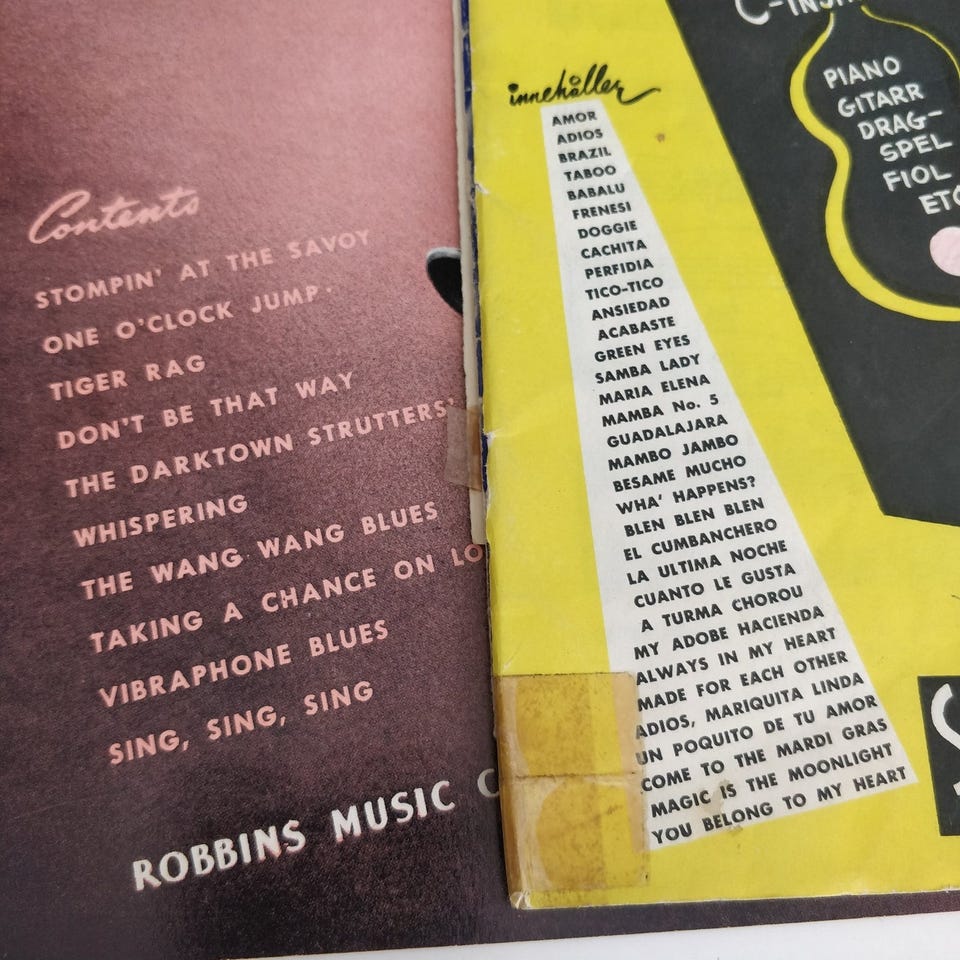 Contents
STOMPIN' AT THE SAVOY
ONE O'CLOCK JUMP
TIGER RAG
DON'T BE THAT WAY
THE DARKTOWN STRUTTERS'
WHISPERING
THE WANG WANG BLUES
TAKING A CHANCE ON LO
VIBRAPHONE BLUES
SING, SING, SING
ROBBINS MUSIC C
innehåller
AMOR
ADIOS
BRAZIL
TABOO
BABALU
FRENESI
DOGGIE
CACHITA
PERFIDIA
TICO-TICO
ANSIEDAD
ACABASTE
GREEN EYES
SAMBA LADY
MARIA ELENA
MAMBA No. 5
GUADALAJARA
MAMBO JAMBO
BESAME MUCHO
WHA' HAPPENS?
BLEN BLEN BLEN
EL CUMBANCHERO
LA ULTIMA NOCHE
CUANTO LE GUSTA
A TURMA CHOROU
MY ADOBE HACIENDA
ALWAYS IN MY HEART
MADE FOR EACH OTHER
ADIOS, MARIQUITA LINDA
UN POQUITO DE TU AMOR
COME TO THE MARDI GRAS
MAGIC IS THE MOONLIGHT
YOU BELONG TO MY HEART
PIANO
GITARR
DRAG-
SPEL
FIOL
ETC